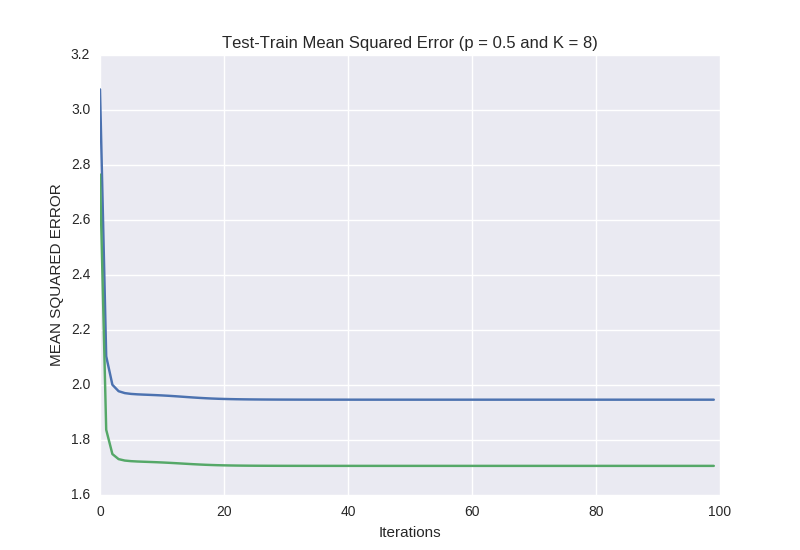 Test-Train Mean Squared Error (p = 0.5 and K = 8)
3.2
3.0
2.8
2.6
2.4
2.2
2.0
1.8
1.6
MEAN SQUARED ERROR
0 20 40 60 80 100
Iterations